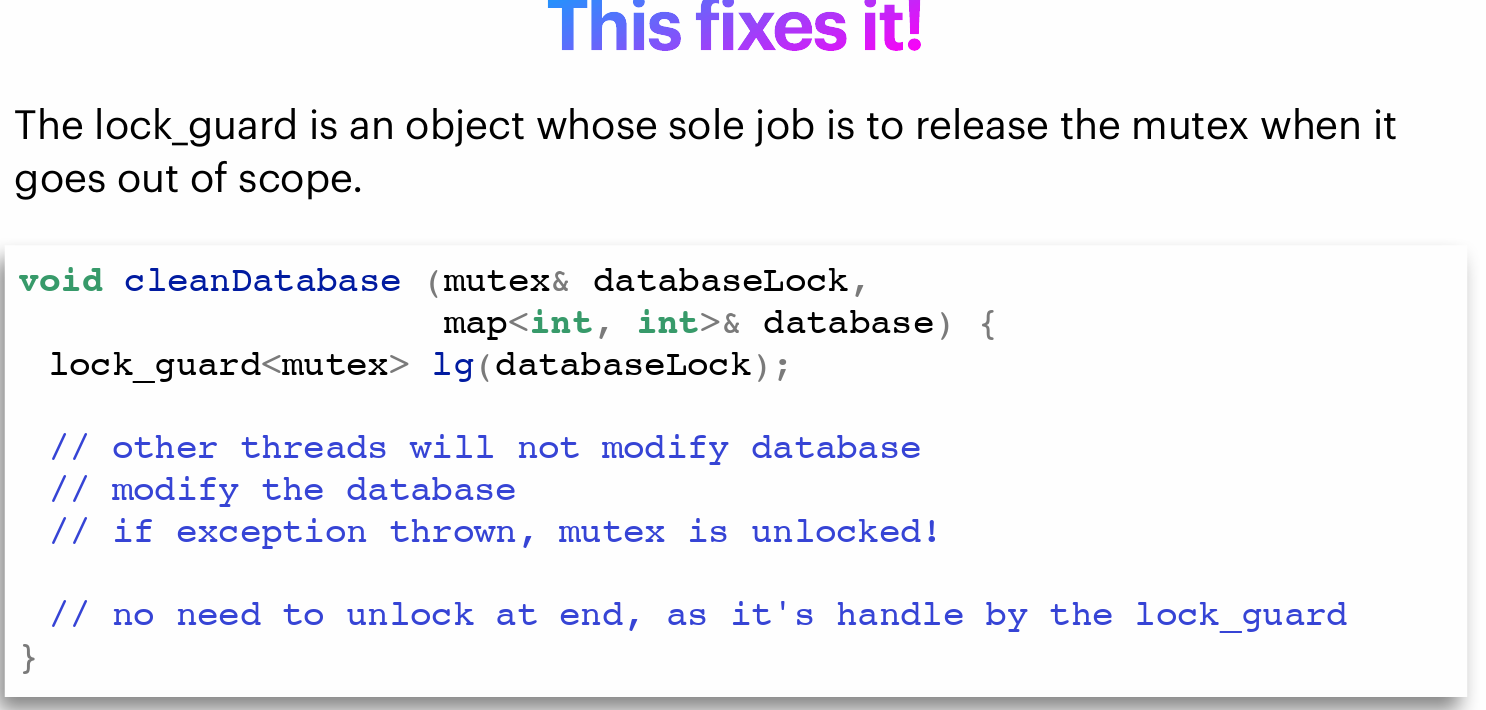 This fixes it!
The lock_guard is an object whose sole job is to release the mutex when it
goes out of scope.
void cleanDatabase (mutex& databaseLock,
map<int, int>& database) {
lock_guard<mutex> lg(databaseLock);
// other threads will not modify database
// modify the database
// if exception thrown, mutex is unlocked!
// no need to unlock at end, as it's handle by the lock_guard
}